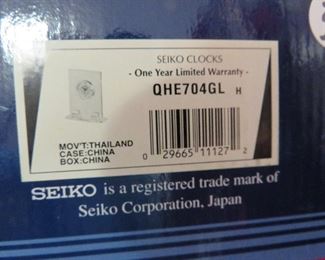 SEIKO CLOCKS
- One Year Limited Warranty -
QHE704GL H
MOV'T:THAILAND
CASE:CHINA
BOX:CHINA
0 29665 11127 2
SEIKO is a registered trade mark of
Seiko Corporation, Japan